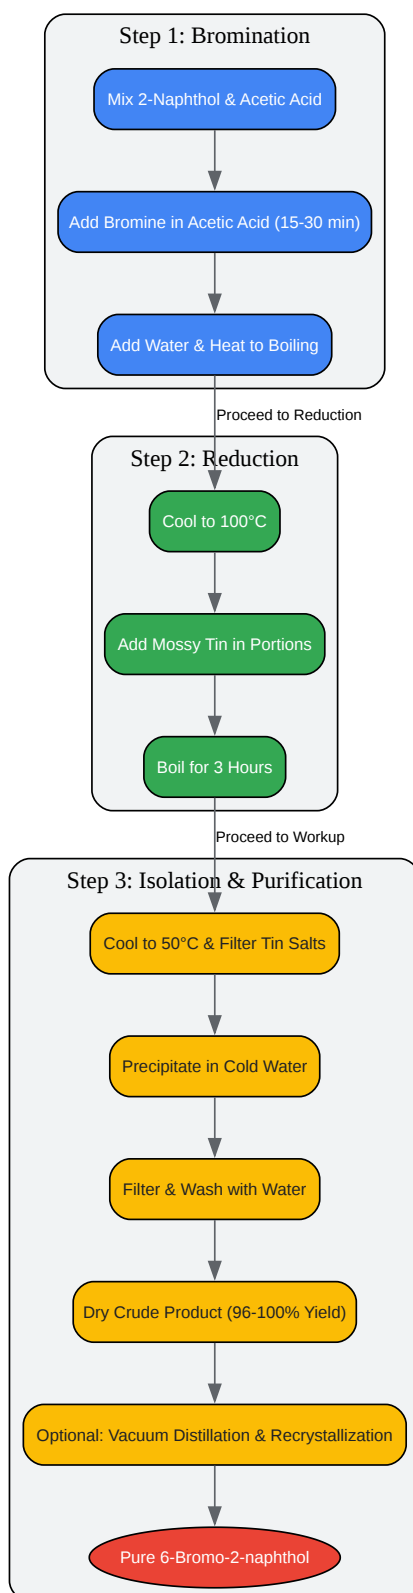 Step 1: Bromination
Mix 2-Naphthol & Acetic Acid
Add Bromine in Acetic Acid (15-30 min)
Add Water & Heat to Boiling
Proceed to Reduction
Step 2: Reduction
Cool to 100°C
Add Mossy Tin in Portions
Boil for 3 Hours
Proceed to Workup
Step 3: Isolation & Purification
Cool to 50°C & Filter Tin Salts
Precipitate in Cold Water
Filter & Wash with Water
Dry Crude Product (96-100% Yield)
Optional: Vacuum Distillation & Recrystallization
Pure 6-Bromo-2-naphthol